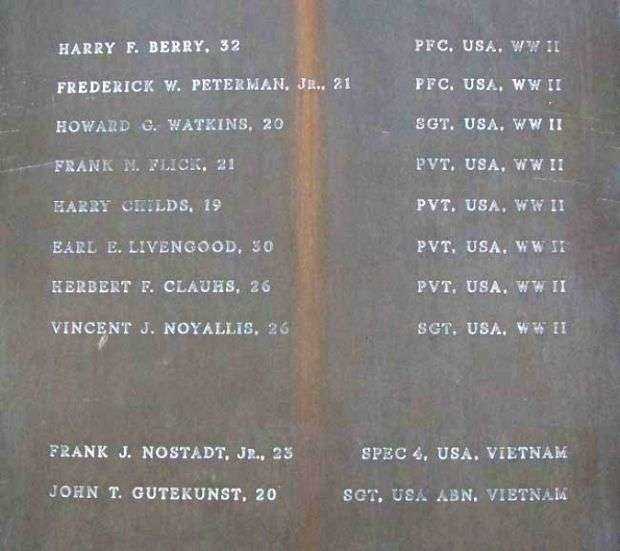 HARRY F. BERRY, 32 PFC, USA, WW II
FREDERICK W. PETERMAN, JR., 21 PFC, USA, WW II
HOWARD G. WATKINS, 20 SGT, USA, WW II
FRANK M. FLICK, 21 PVT, USA, WW II
HARRY CHILDS, 19 PVT, USA, WW II
EARL E. LIVENGOOD, 30 PVT, USA, WW II
HERBERT F. CLAUHS, 26 PVT, USA, WW II
VINCENT J. NOYALLIS, 26 SGT, USA, WW II
FRANK J. NOSTADT, JR., 23 SPEC 4, USA, VIETNAM
JOHN T. GUTEKUNST, 20 SGT, USA ABN, VIETNAM